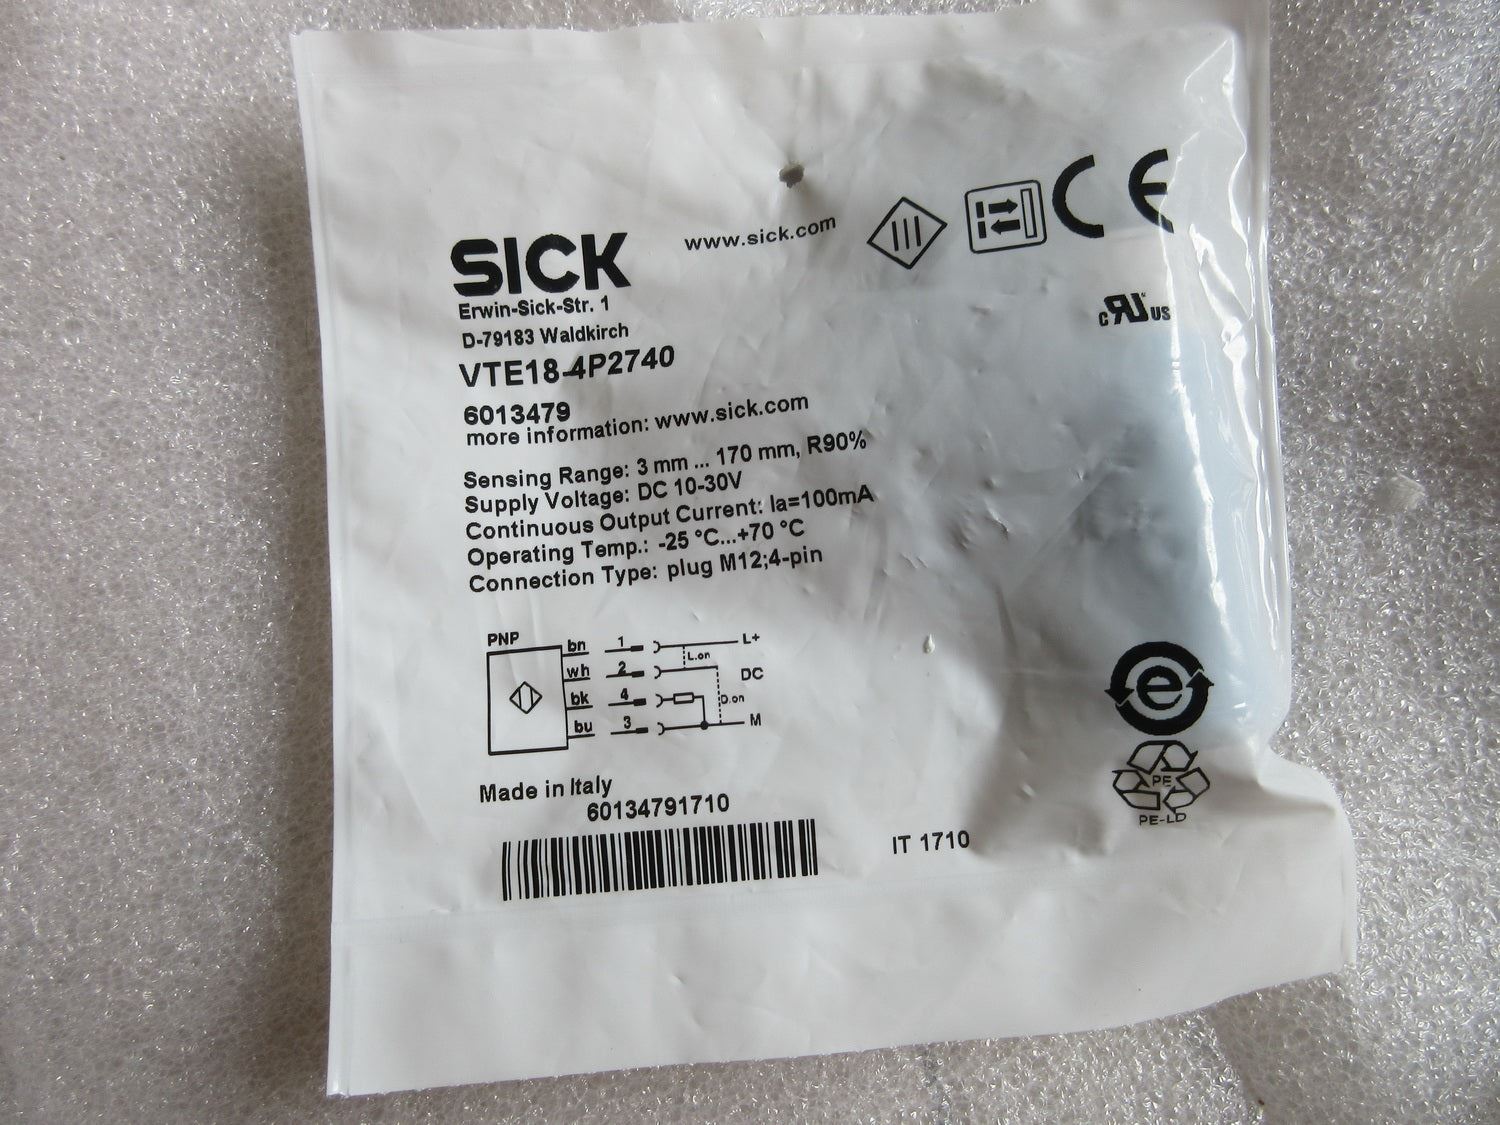 www.sick.com
CE
SICK
Erwin-Sick-Str. 1
D-79183 Waldkirch
cRUus
VTE18-4P2740
6013479
more information: www.sick.com
Sensing Range: 3 mm ... 170 mm, R90%
Supply Voltage: DC 10-30V
Continuous Output Current: Ia=100mA
Operating Temp.: -25 °C...+70 °C
Connection Type: plug M12;4-pin
PNP
bn 1 L+
L.on
wh 2 DC
bk 4 D.on
bu 3 M
e
PE
PE-LD
Made in Italy
60134791710
IT 1710